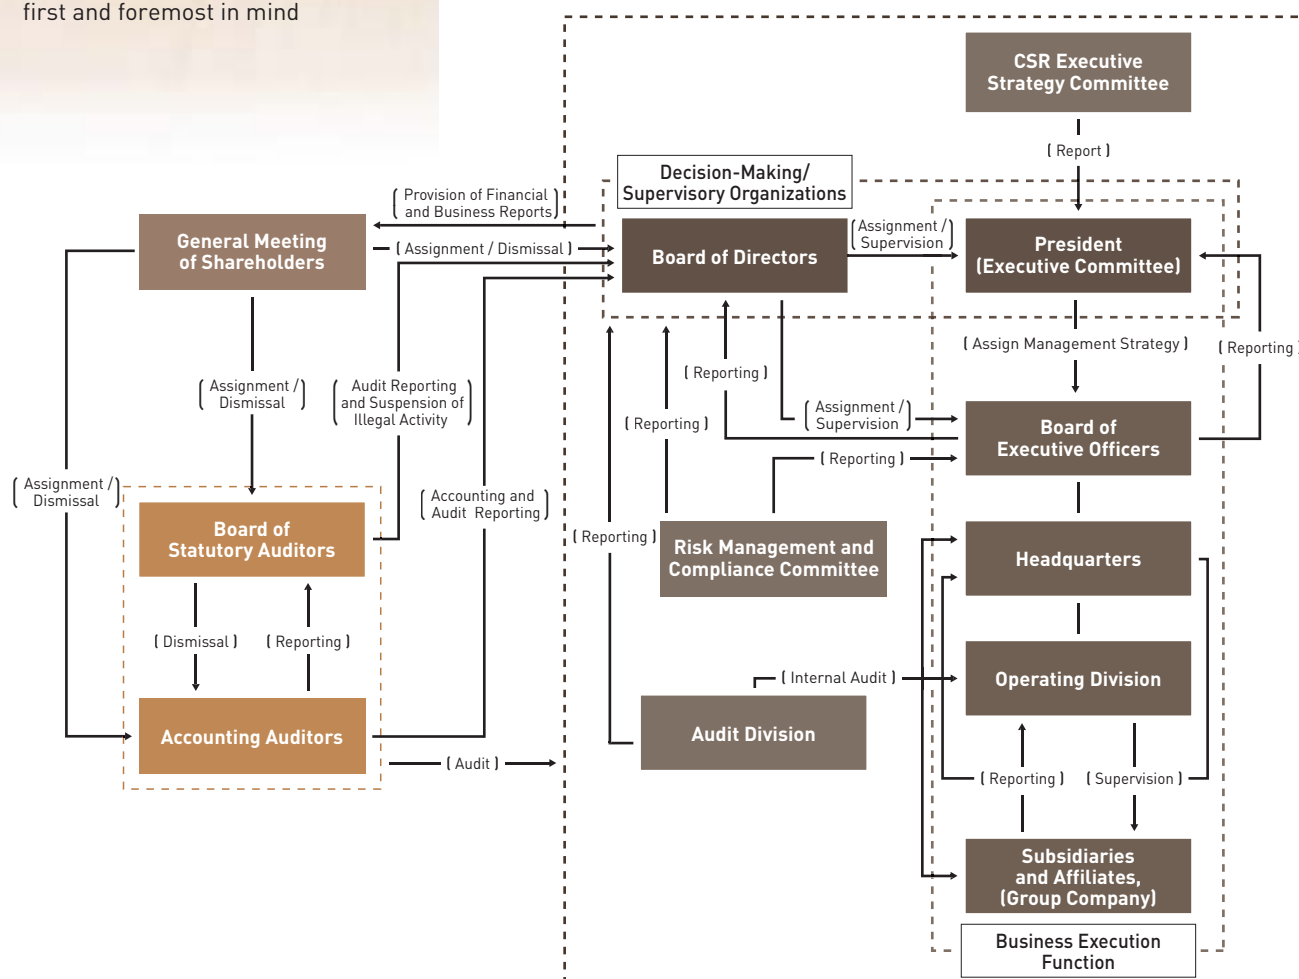 first and foremost in mind
CSR Executive
Strategy Committee
( Report )
Decision-Making/
Supervisory Organizations
Provision of Financial
and Business Reports
General Meeting
of Shareholders
( Assignment / Dismissal )
Board of Directors
Assignment /
Supervision
President
(Executive Committee)
( Assign Management Strategy )
( Reporting )
( Reporting )
Assignment /
Dismissal
Audit Reporting
and Suspension of
Illegal Activity
Assignment /
Supervision
( Reporting )
Board of
Executive Officers
( Reporting )
Assignment /
Dismissal
Accounting and
Audit Reporting
Board of
Statutory Auditors
( Reporting )
Risk Management and
Compliance Committee
Headquarters
( Dismissal )
( Reporting )
( Internal Audit )
Operating Division
Accounting Auditors
( Audit )
Audit Division
( Reporting )
( Supervision )
Subsidiaries
and Affiliates,
(Group Company)
Business Execution
Function